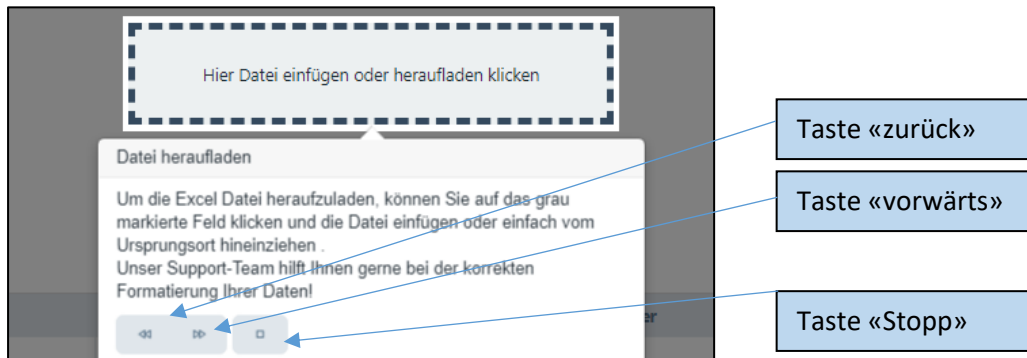 Hier Datei einfügen oder heraufladen klicken
Datei heraufladen
Um die Excel Datei heraufzuladen, können Sie auf das grau
markierte Feld klicken und die Datei einfügen oder einfach vom
Ursprungsort hineinziehen .
Unser Support-Team hilft Ihnen gerne bei der korrekten
Formatierung Ihrer Daten!
er
Taste «zurück»
Taste «vorwärts»
Taste «Stopp»